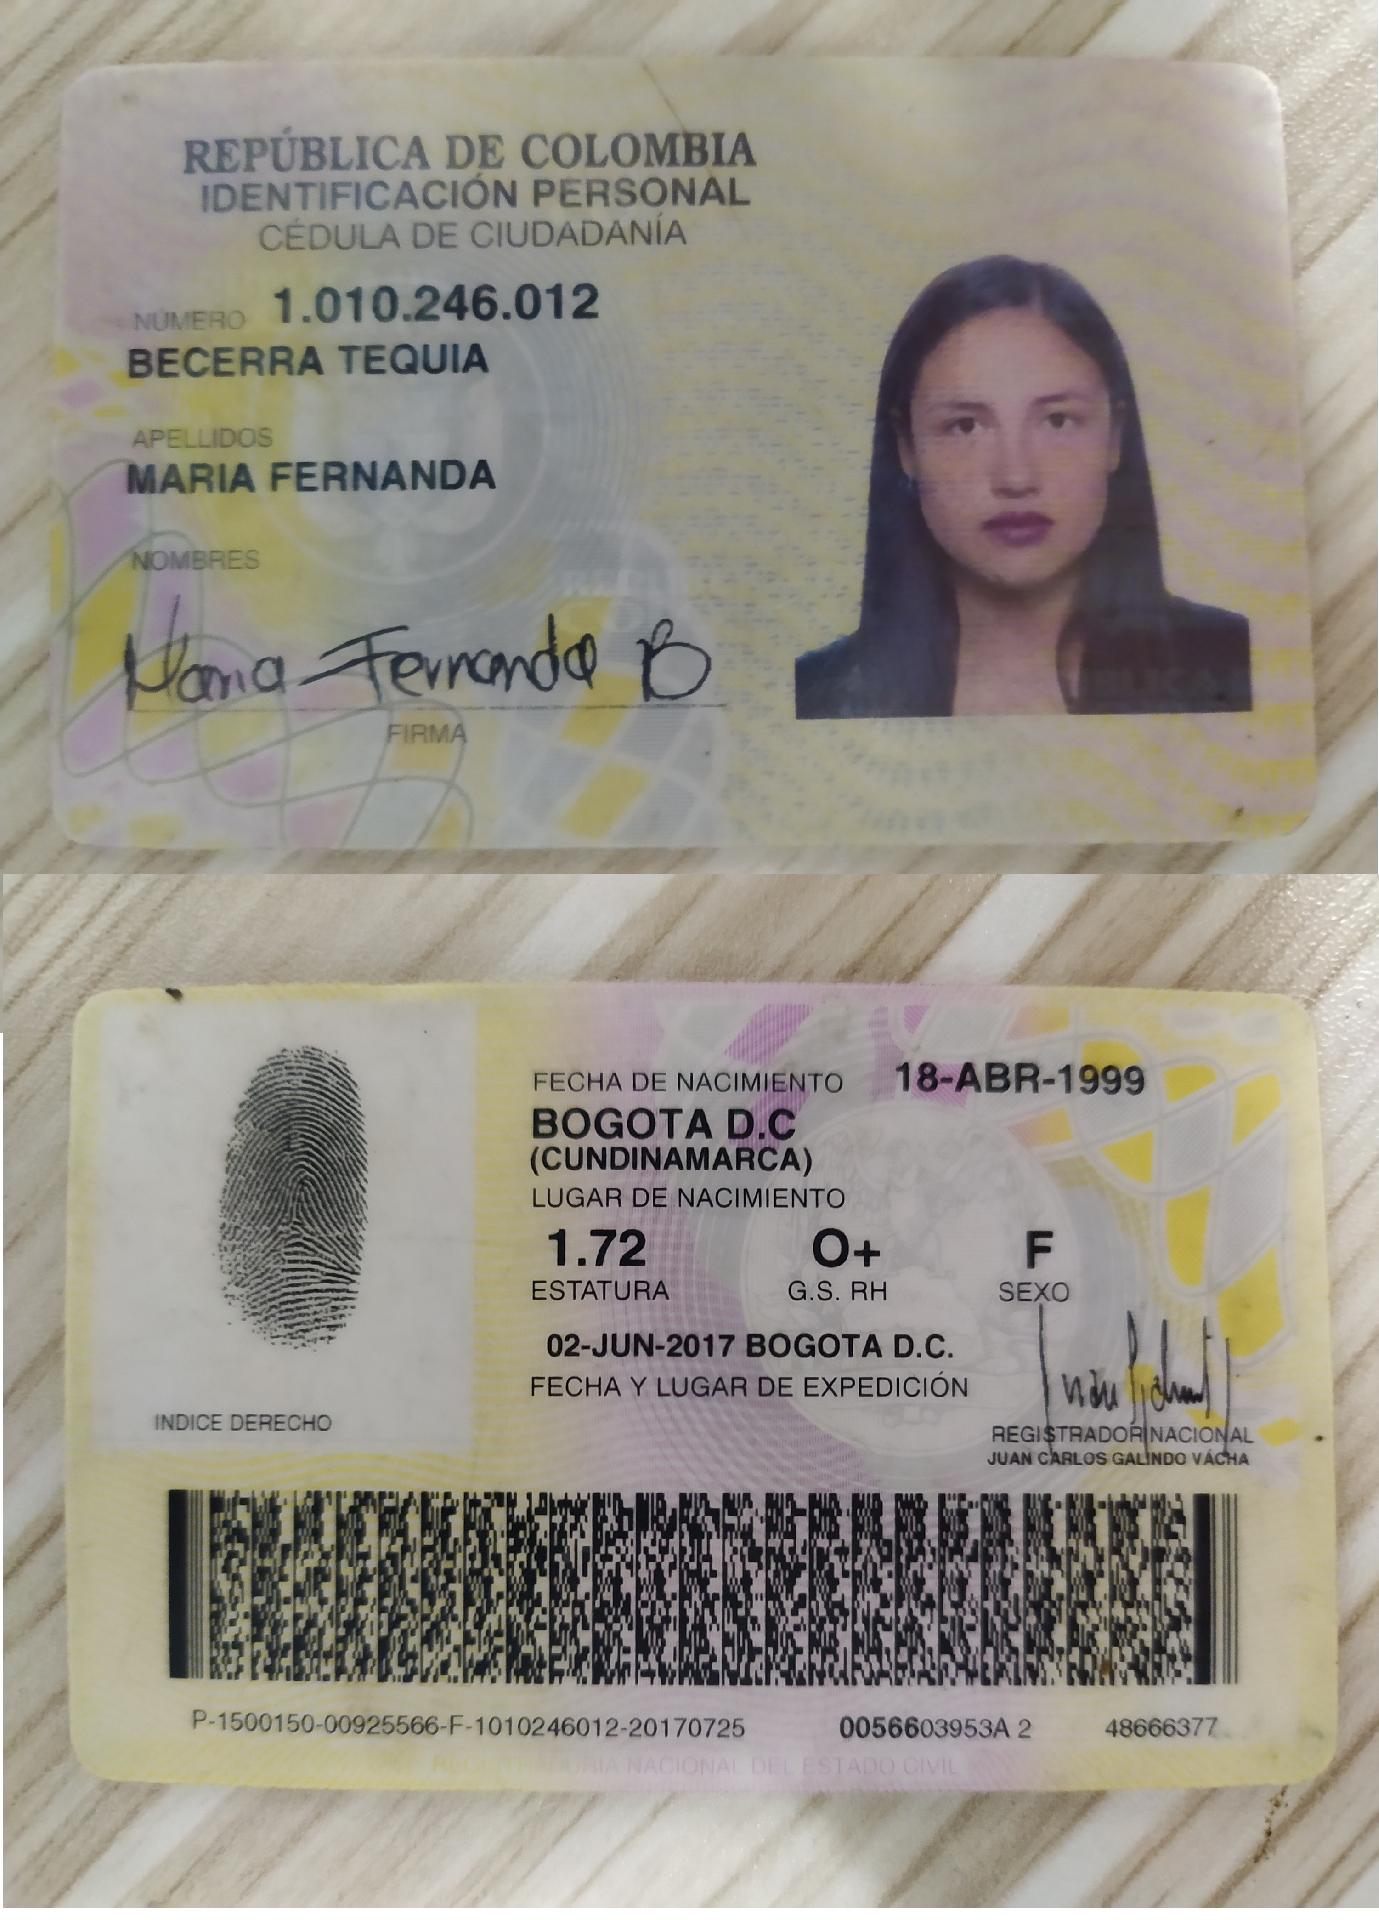 REPÚBLICA DE COLOMBIA
IDENTIFICACIÓN PERSONAL
CÉDULA DE CIUDADANÍA
NÚMERO 1.010.246.012
BECERRA TEQUIA
APELLIDOS
MARIA FERNANDA
NOMBRES
Maria Fernanda B
FIRMA
FECHA DE NACIMIENTO 18-ABR-1999
BOGOTA D.C
(CUNDINAMARCA)
LUGAR DE NACIMIENTO
1.72 O+ F
ESTATURA G.S. RH SEXO
02-JUN-2017 BOGOTA D.C.
FECHA Y LUGAR DE EXPEDICIÓN
INDICE DERECHO
REGISTRADOR NACIONAL
JUAN CARLOS GALINDO VÁCHA
P-1500150-00925566-F-1010246012-20170725 0056603953A 2 48666377
REGISTRADURIA NACIONAL DEL ESTADO CIVIL